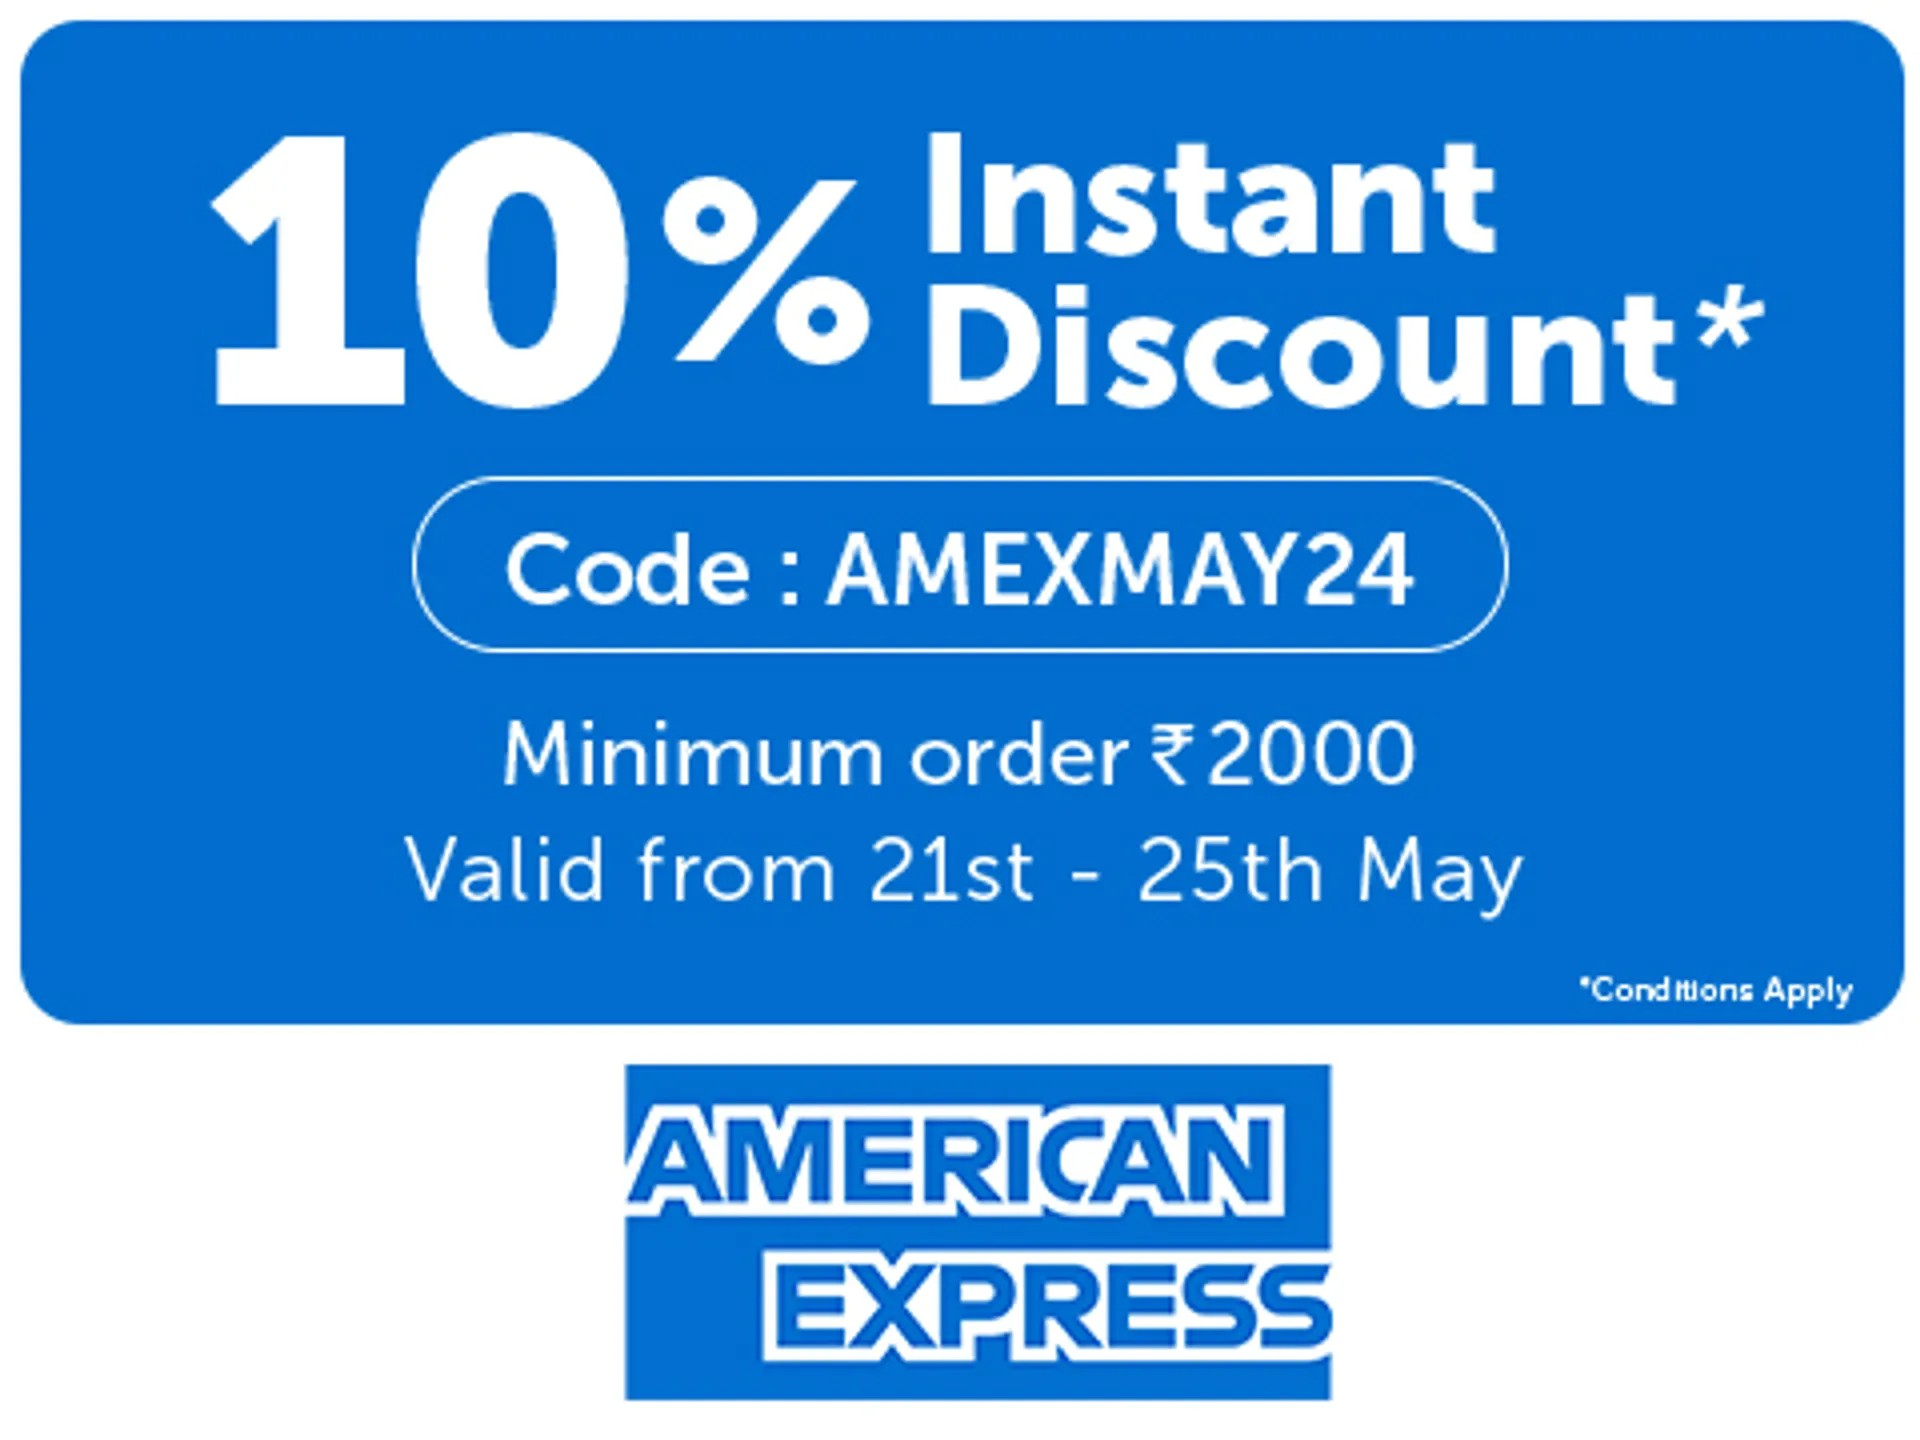 10% Instant
Discount*
Code : AMEXMAY24
Minimum order ₹2000
Valid from 21st - 25th May
*Conditions Apply
AMERICAN
EXPRESS